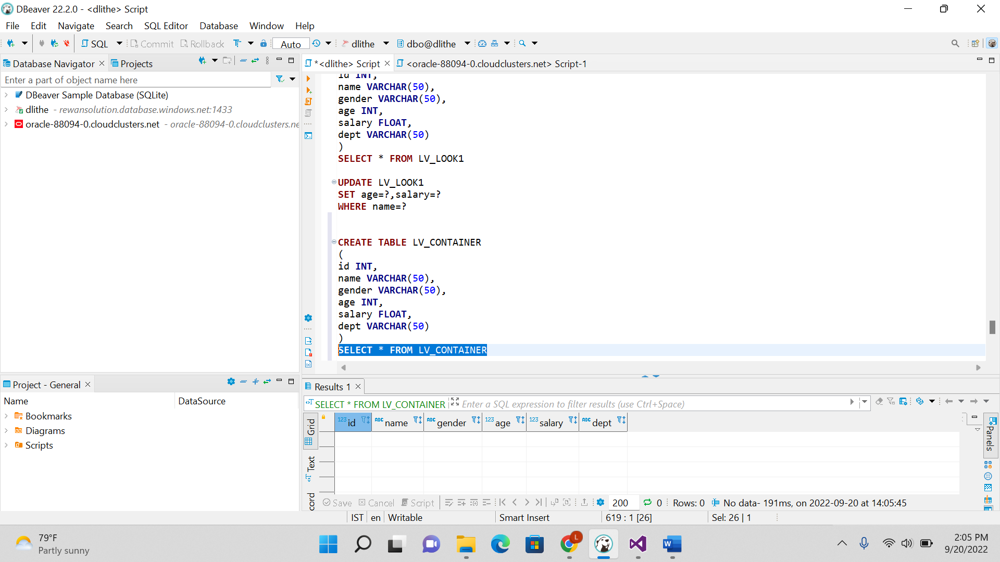 DBeaver 22.2.0 - <dlithe> Script
File Edit Navigate Search SQL Editor Database Window Help
SQL Commit Rollback Auto dlithe dbo@dlithe
Database Navigator Projects
Enter a part of object name here
DBeaver Sample Database (SQLite)
dlithe - rewansolution.database.windows.net:1433
oracle-88094-0.cloudclusters.net - oracle-88094-0.cloudclusters.ne
*<dlithe> Script <oracle-88094-0.cloudclusters.net> Script-1
id INT,
name VARCHAR(50),
gender VARCHAR(50),
age INT,
salary FLOAT,
dept VARCHAR(50)
)
SELECT * FROM LV_LOOK1
UPDATE LV_LOOK1
SET age=?,salary=?
WHERE name=?
CREATE TABLE LV_CONTAINER
(
id INT,
name VARCHAR(50),
gender VARCHAR(50),
age INT,
salary FLOAT,
dept VARCHAR(50)
)
SELECT * FROM LV_CONTAINER
Project - General
Name DataSource
Bookmarks
Diagrams
Scripts
Results 1
SELECT * FROM LV_CONTAINER Enter a SQL expression to filter results (use Ctrl+Space)
Grid
Text
cord
123 id ABC name ABC gender 123 age 123 salary ABC dept
Panels
Save Cancel Script 200 0 Rows: 0 No data- 191ms, on 2022-09-20 at 14:05:45
IST en Writable Smart Insert 619 : 1 [26] Sel: 26 | 1
79°F
Partly sunny
L
W
2:05 PM
9/20/2022